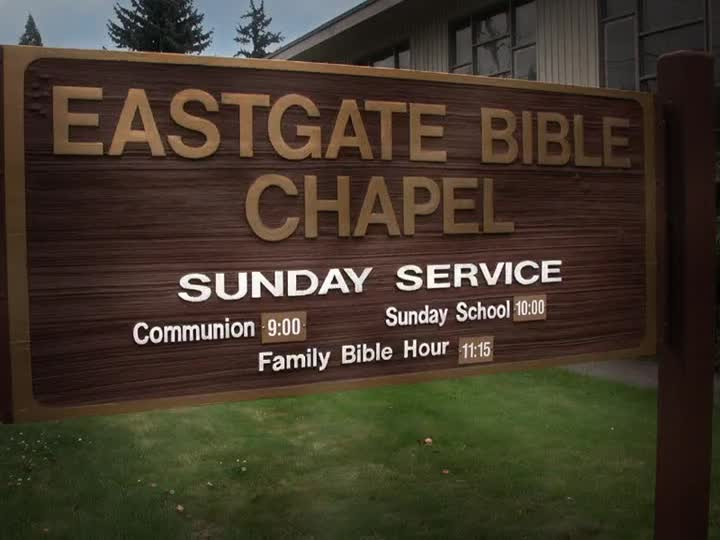 EASTGATE BIBLE
CHAPEL
SUNDAY SERVICE
Communion 9:00 Sunday School 10:00
Family Bible Hour 11:15